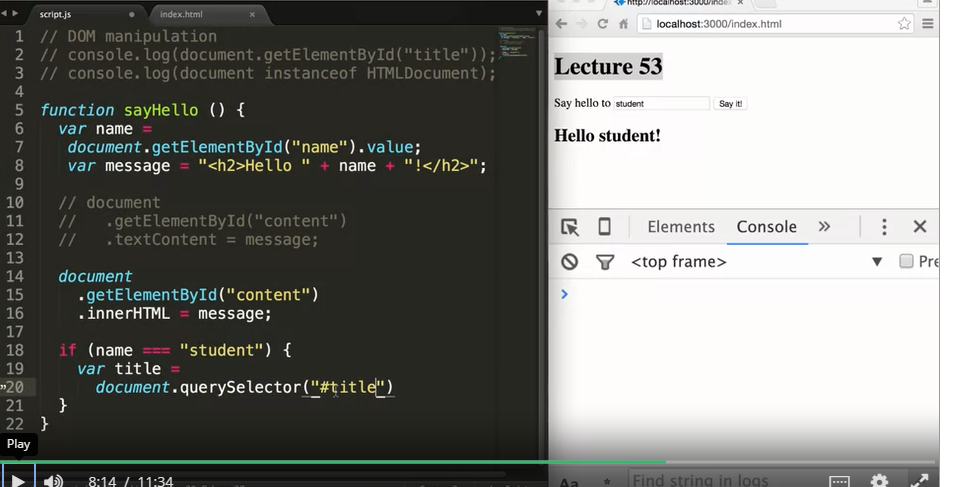 script.js
index.html
1 // DOM manipulation
2 // console.log(document.getElementById("title"));
3 // console.log(document instanceof HTMLDocument);
4
5 function sayHello () {
6 var name =
7 document.getElementById("name").value;
8 var message = "<h2>Hello " + name + "!</h2>";
9
10 // document
11 // .getElementById("content")
12 // .textContent = message;
13
14 document
15 .getElementById("content")
16 .innerHTML = message;
17
18 if (name === "student") {
19 var title =
20 document.querySelector("#title")
21 }
22 }
Play
8:14 / 11:34
http://localhost:3000/index
localhost:3000/index.html
Lecture 53
Say hello to student Say it!
Hello student!
Elements Console »
<top frame> Pre
Aa .* Find string in logs